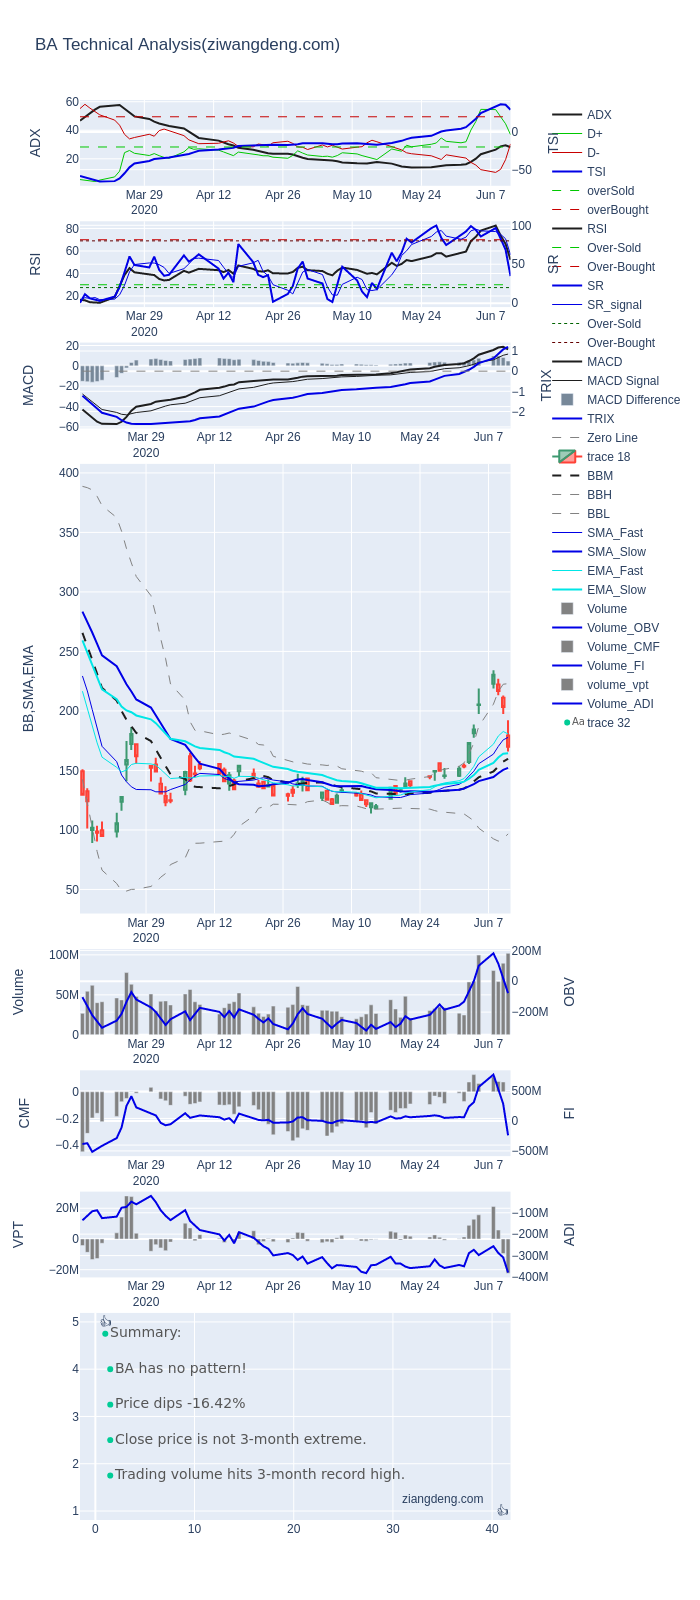 BA Technical Analysis(ziwangdeng.com)
60
40
20
ADX
0
−50
TSI
Mar 29
2020
Apr 12
Apr 26
May 10
May 24
Jun 7
80
60
40
20
RSI
100
50
0
SR
Mar 29
2020
Apr 12
Apr 26
May 10
May 24
Jun 7
20
0
−20
−40
−60
MACD
1
0
−1
−2
TRIX
Mar 29
2020
Apr 12
Apr 26
May 10
May 24
Jun 7
400
350
300
250
200
150
100
50
BB,SMA,EMA
Mar 29
2020
Apr 12
Apr 26
May 10
May 24
Jun 7
100M
50M
0
Volume
200M
0
−200M
OBV
Mar 29
2020
Apr 12
Apr 26
May 10
May 24
Jun 7
0
−0.2
−0.4
CMF
500M
0
−500M
FI
Mar 29
2020
Apr 12
Apr 26
May 10
May 24
Jun 7
20M
0
−20M
VPT
−100M
−200M
−300M
−400M
ADI
Mar 29
2020
Apr 12
Apr 26
May 10
May 24
Jun 7
5
4
3
2
1
Summary:
BA has no pattern!
Price dips -16.42%
Close price is not 3-month extreme.
Trading volume hits 3-month record high.
ziangdeng.com
0
10
20
30
40
ADX
D+
D-
TSI
overSold
overBought
RSI
Over-Sold
Over-Bought
SR
SR_signal
Over-Sold
Over-Bought
MACD
MACD Signal
MACD Difference
TRIX
Zero Line
trace 18
BBM
BBH
BBL
SMA_Fast
SMA_Slow
EMA_Fast
EMA_Slow
Volume
Volume_OBV
Volume_CMF
Volume_FI
volume_vpt
Volume_ADI
Aa trace 32